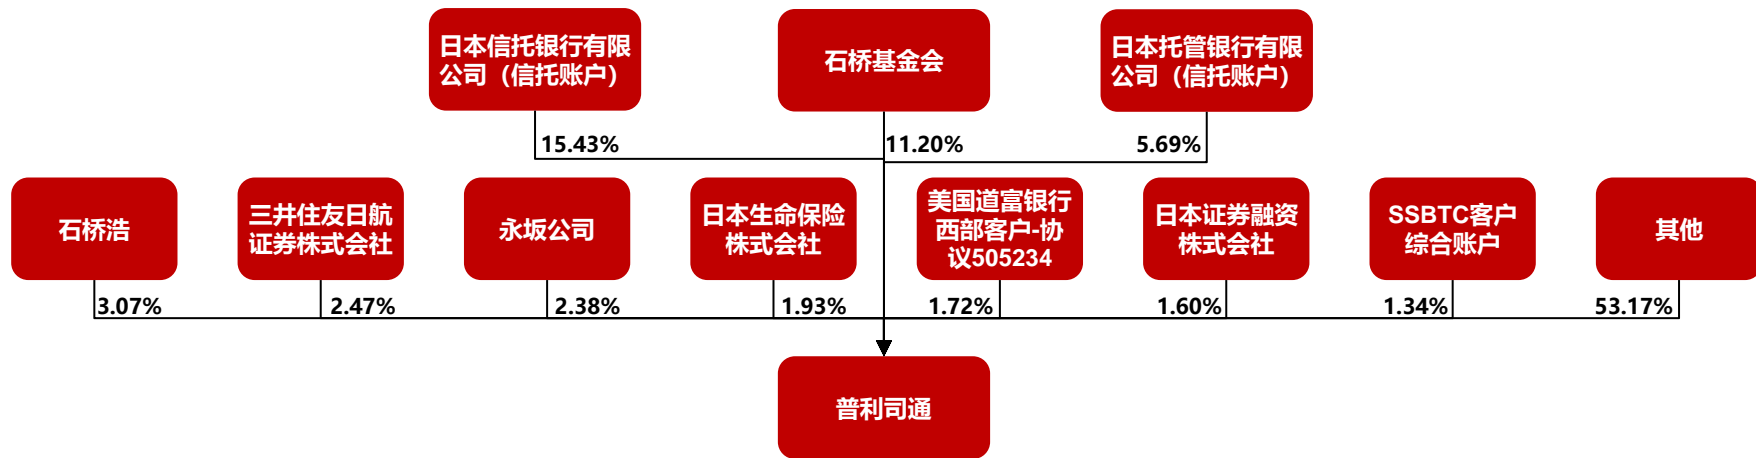 日本信托银行有限
公司（信托账户）
石桥基金会
日本托管银行有限
公司（信托账户）
15.43%
11.20%
5.69%
石桥浩
三井住友日航
证券株式会社
永坂公司
日本生命保险
株式会社
美国道富银行
西部客户-协
议505234
日本证券融资
株式会社
SSBTC客户
综合账户
其他
3.07%
2.47%
2.38%
1.93%
1.72%
1.60%
1.34%
53.17%
普利司通